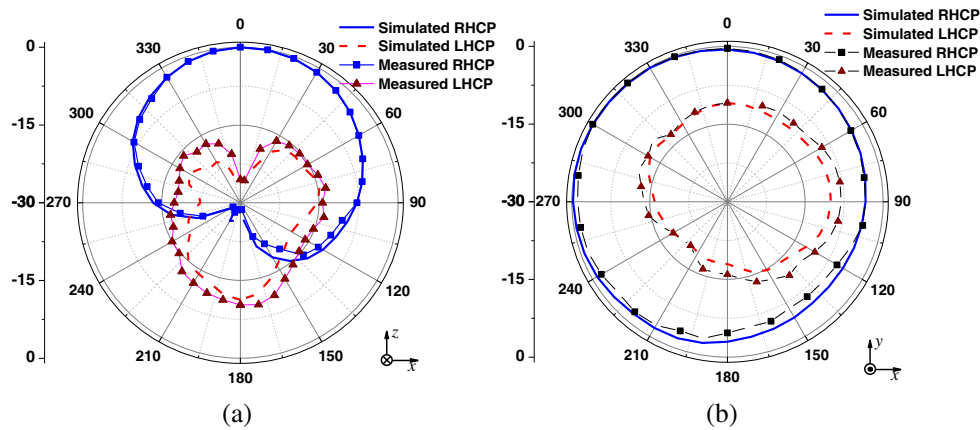 Simulated RHCP
Simulated LHCP
Measured RHCP
Measured LHCP
0
30
60
90
120
150
180
210
240
270
300
330
0
-15
-30
-15
0
z
x
(a)
Simulated RHCP
Simulated LHCP
Measured RHCP
Measured LHCP
0
30
60
90
120
150
180
210
240
270
300
330
0
-15
-30
-15
0
y
x
(b)